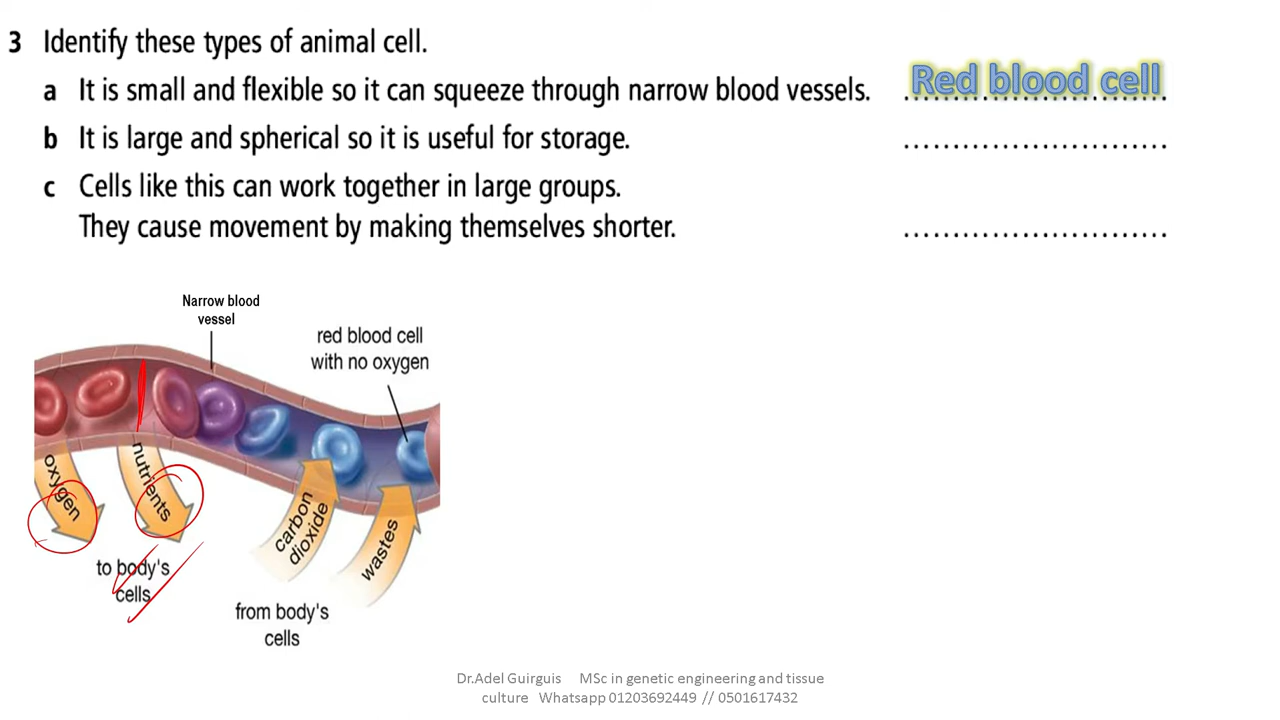 3 Identify these types of animal cell.
a It is small and flexible so it can squeeze through narrow blood vessels. ........................... Red blood cell
b It is large and spherical so it is useful for storage. ...........................
c Cells like this can work together in large groups.
They cause movement by making themselves shorter. ...........................
Narrow blood
vessel
red blood cell
with no oxygen
oxygen
nutrients
carbon
dioxide
wastes
to body's
cells
from body's
cells
Dr.Adel Guirguis MSc in genetic engineering and tissue
culture Whatsapp 01203692449 // 0501617432